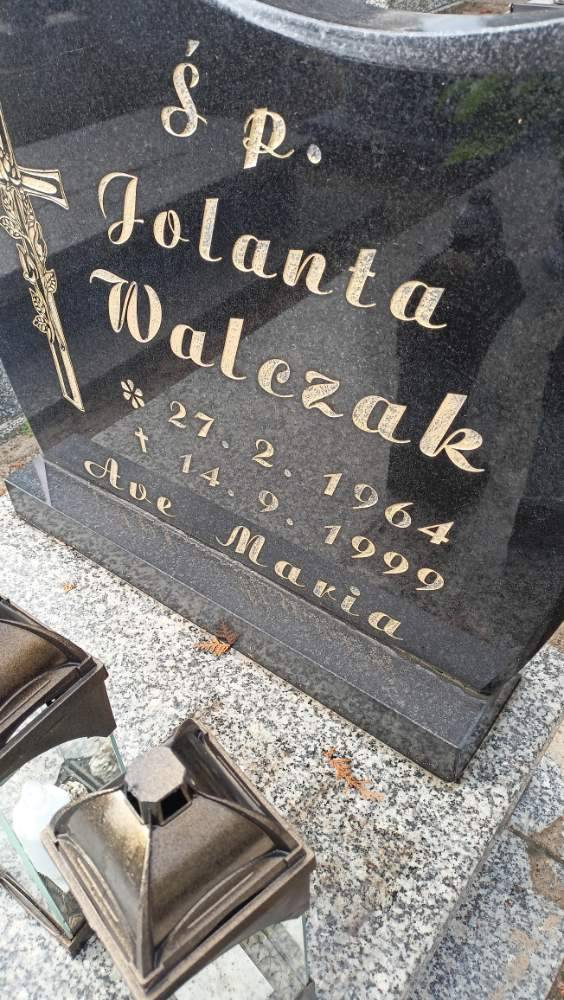 Ś p.
Jolanta
Walczak
* 27. 2. 1964
† 14. 9. 1999
Ave Maria